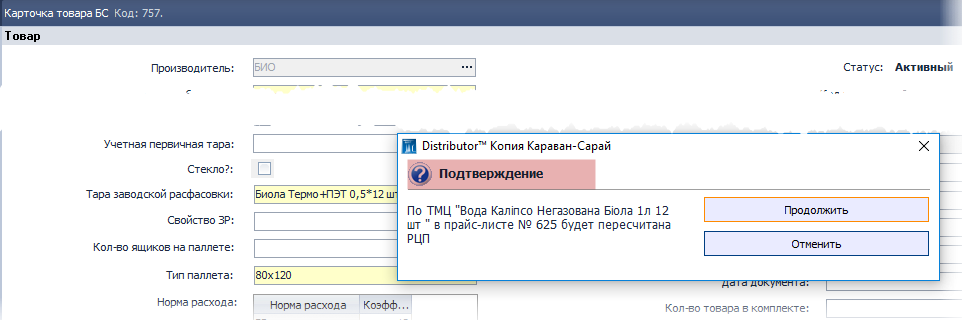 Карточка товара БС Код: 757.
Товар
Производитель: БИО ...
Статус: Активный
Учетная первичная тара:
Стекло?:
Тара заводской расфасовки: Биола Термо+ПЭТ 0,5*12 шт
Свойство ЗР:
Кол-во ящиков на паллете:
Тип паллета: 80х120
Норма расхода: Норма расхода Коэфф...
Distributor™ Копия Караван-Сарай
Подтверждение
По ТМЦ "Вода Каліпсо Негазована Біола 1л 12
шт " в прайс-листе № 625 будет пересчитана
РЦП
Продолжить
Отменить
Дата документа:
Кол-во товара в комплекте: